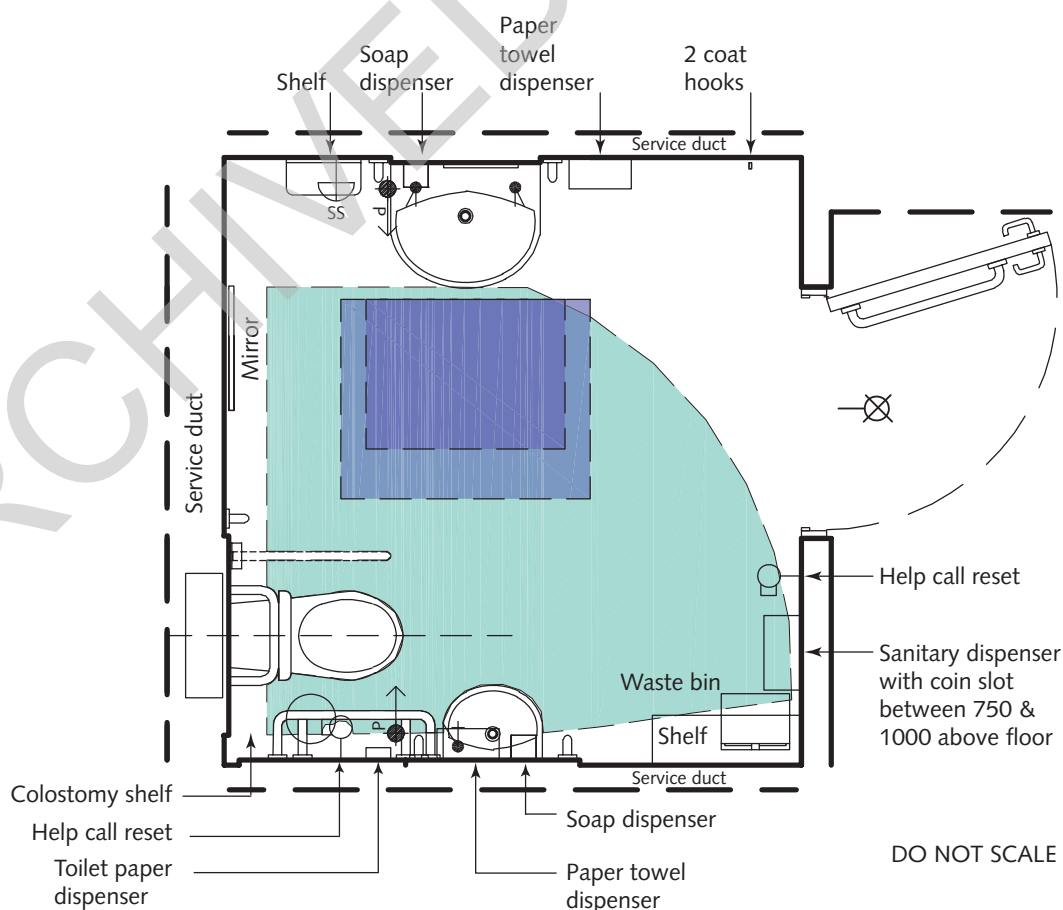 ARCHIVED
Paper
towel
dispenser
Soap
dispenser
Shelf
2 coat
hooks
Service duct
SS
P
Mirror
Service duct
Help call reset
Sanitary dispenser
with coin slot
between 750 &
1000 above floor
Waste bin
Shelf
P
Service duct
Colostomy shelf
Help call reset
Toilet paper
dispenser
Soap dispenser
Paper towel
dispenser
DO NOT SCALE